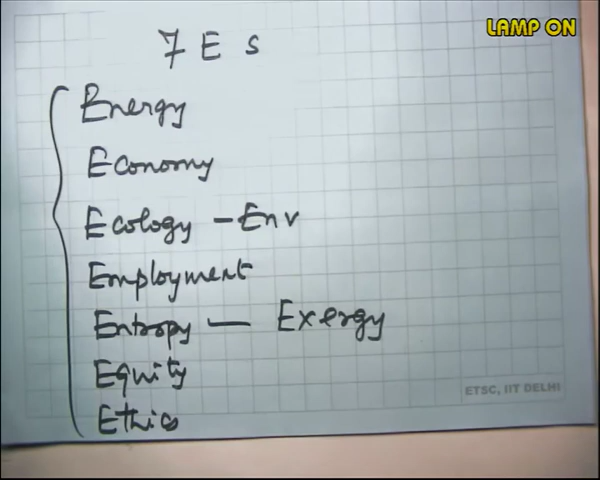 LAMP ON
7 E S
Energy
Economy
Ecology - Env
Employment
Entropy — Exergy
Equity
Ethics
ETSC, IIT DELHI